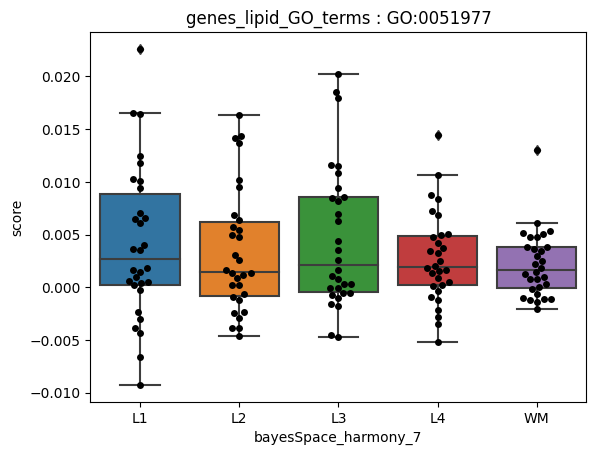 genes_lipid_GO_terms : GO:0051977
score
0.020
0.015
0.010
0.005
0.000
−0.005
−0.010
L1 L2 L3 L4 WM
bayesSpace_harmony_7